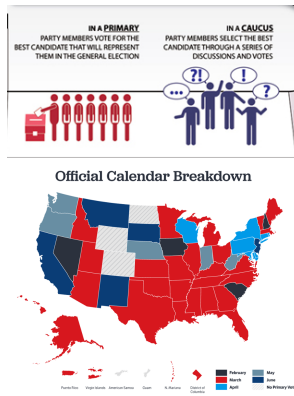 IN A PRIMARY
PARTY MEMBERS VOTE FOR THE
BEST CANDIDATE THAT WILL REPRESENT
THEM IN THE GENERAL ELECTION
IN A CAUCUS
PARTY MEMBERS SELECT THE BEST
CANDIDATE THROUGH A SERIES OF
DISCUSSIONS AND VOTES
?!
!
...
?
Official Calendar Breakdown
Puerto Rico
Virgin Islands
American Samoa
Guam
N. Mariana
District of
Columbia
February
March
April
May
June
No Primary Vot